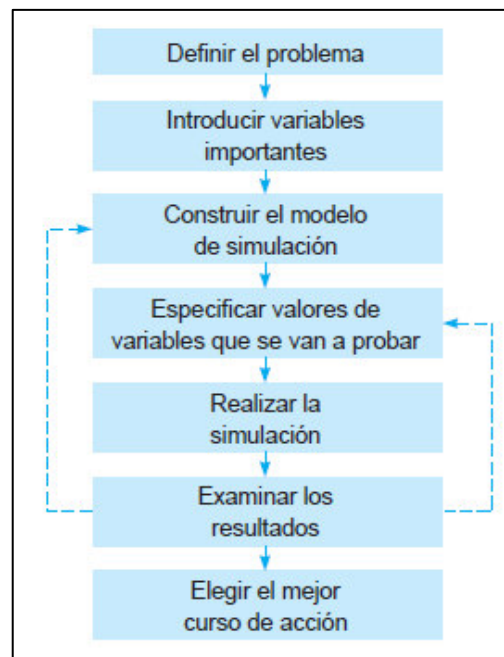 Definir el problema
Introducir variables
importantes
Construir el modelo
de simulación
Especificar valores de
variables que se van a probar
Realizar la
simulación
Examinar los
resultados
Elegir el mejor
curso de acción